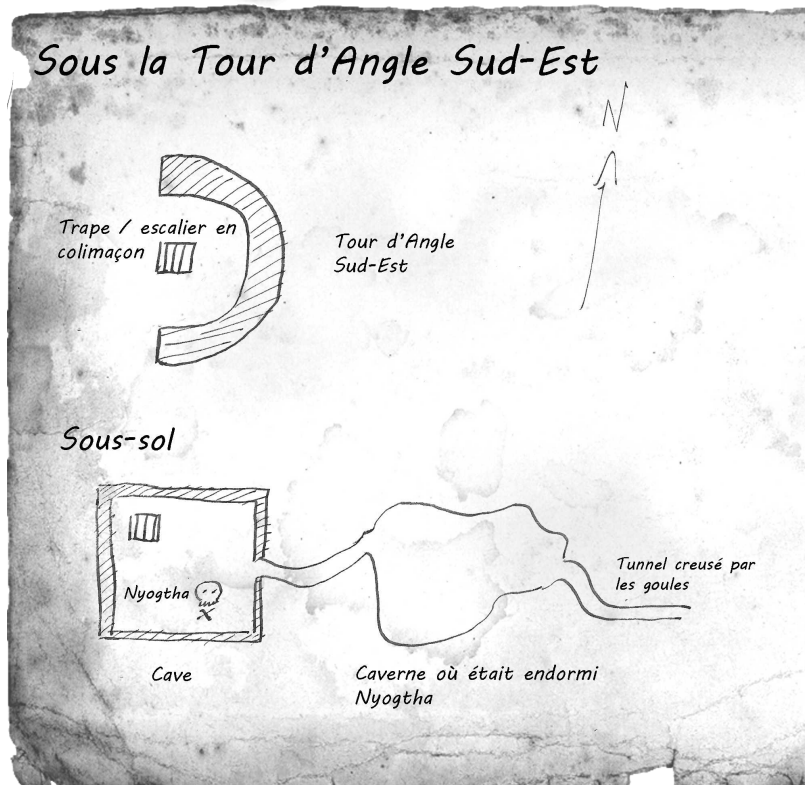 Sous la Tour d'Angle Sud-Est
N
Trape / escalier en
colimaçon
Tour d'Angle
Sud-Est
Sous-sol
Tunnel creusé par
les goules
Nyogtha
Cave
Caverne où était endormi
Nyogtha